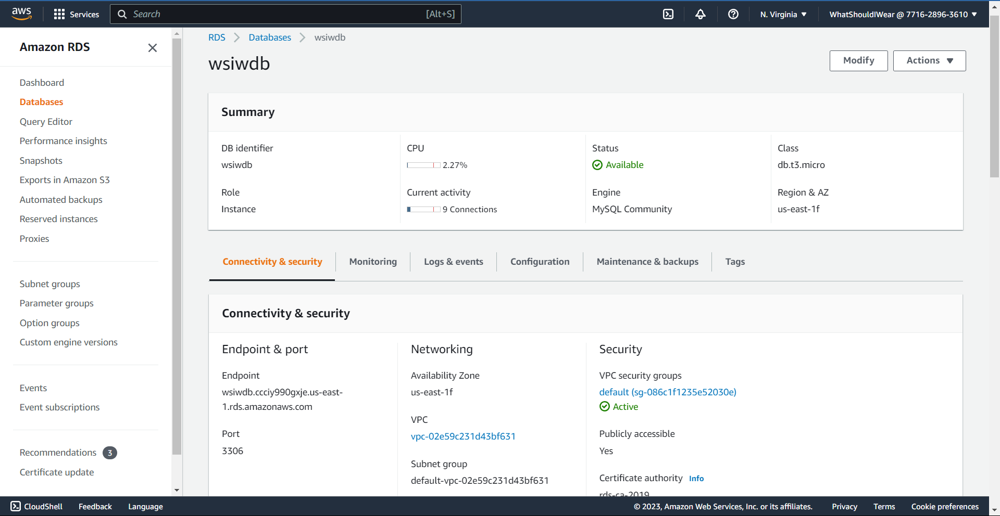 aws
Services
Search
[Alt+S]
N. Virginia
WhatShouldIWear @ 7716-2896-3610
Amazon RDS
Dashboard
Databases
Query Editor
Performance insights
Snapshots
Exports in Amazon S3
Automated backups
Reserved instances
Proxies
Subnet groups
Parameter groups
Option groups
Custom engine versions
Events
Event subscriptions
Recommendations 3
Certificate update
RDS
Databases
wsiwdb
wsiwdb
Modify
Actions
Summary
DB identifier
wsiwdb
CPU
2.27%
Status
Available
Class
db.t3.micro
Role
Instance
Current activity
9 Connections
Engine
MySQL Community
Region & AZ
us-east-1f
Connectivity & security
Monitoring
Logs & events
Configuration
Maintenance & backups
Tags
Connectivity & security
Endpoint & port
Endpoint
wsiwdb.ccciy990gxje.us-east-
1.rds.amazonaws.com
Port
3306
Networking
Availability Zone
us-east-1f
VPC
vpc-02e59c231d43bf631
Subnet group
default-vpc-02e59c231d43bf631
Security
VPC security groups
default (sg-086c1f1235e52030e)
Active
Publicly accessible
Yes
Certificate authority Info
rds-ca-2019
CloudShell
Feedback
Language
© 2023, Amazon Web Services, Inc. or its affiliates.
Privacy
Terms
Cookie preferences